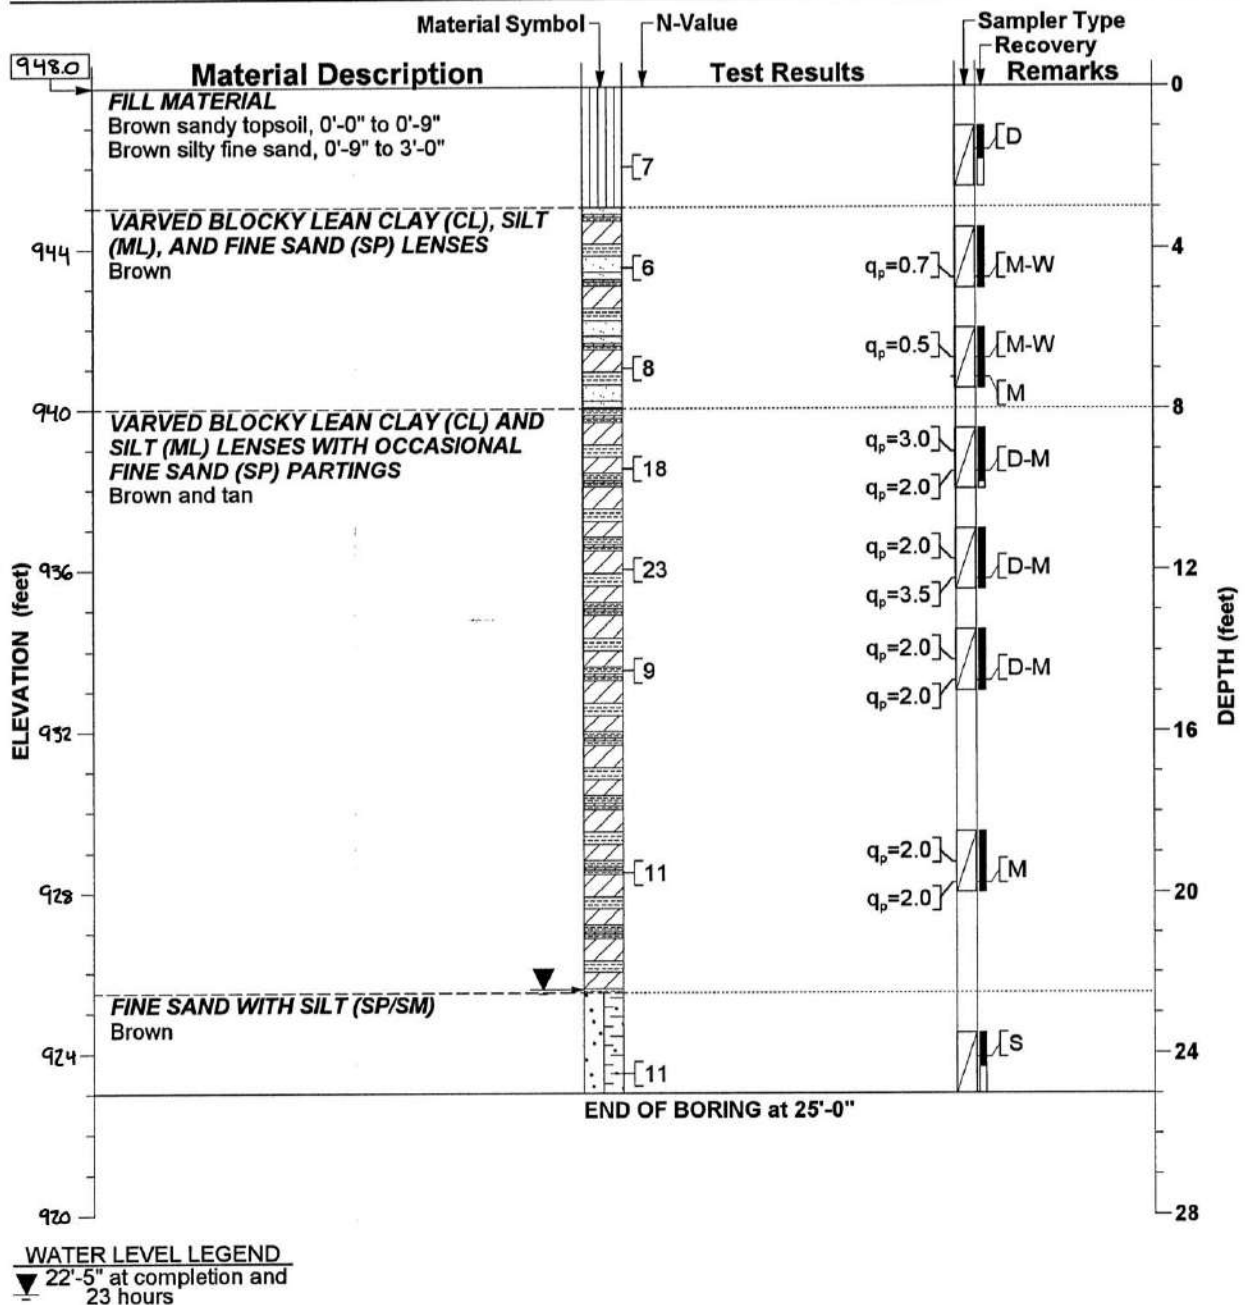 Material Symbol
N-Value
Sampler Type
Recovery
948.0
Material Description
Test Results
Remarks
0
FILL MATERIAL
Brown sandy topsoil, 0'-0" to 0'-9"
Brown silty fine sand, 0'-9" to 3'-0"
7
D
VARVED BLOCKY LEAN CLAY (CL), SILT
(ML), AND FINE SAND (SP) LENSES
Brown
944
6
qp=0.7
M-W
4
8
qp=0.5
M-W
M
940
8
VARVED BLOCKY LEAN CLAY (CL) AND
SILT (ML) LENSES WITH OCCASIONAL
FINE SAND (SP) PARTINGS
Brown and tan
18
qp=3.0
qp=2.0
D-M
936
23
qp=2.0
qp=3.5
D-M
12
9
qp=2.0
qp=2.0
D-M
ELEVATION (feet)
DEPTH (feet)
932
16
11
qp=2.0
qp=2.0
M
928
20
FINE SAND WITH SILT (SP/SM)
Brown
924
11
S
24
END OF BORING at 25'-0"
920
28
WATER LEVEL LEGEND
22'-5" at completion and
23 hours